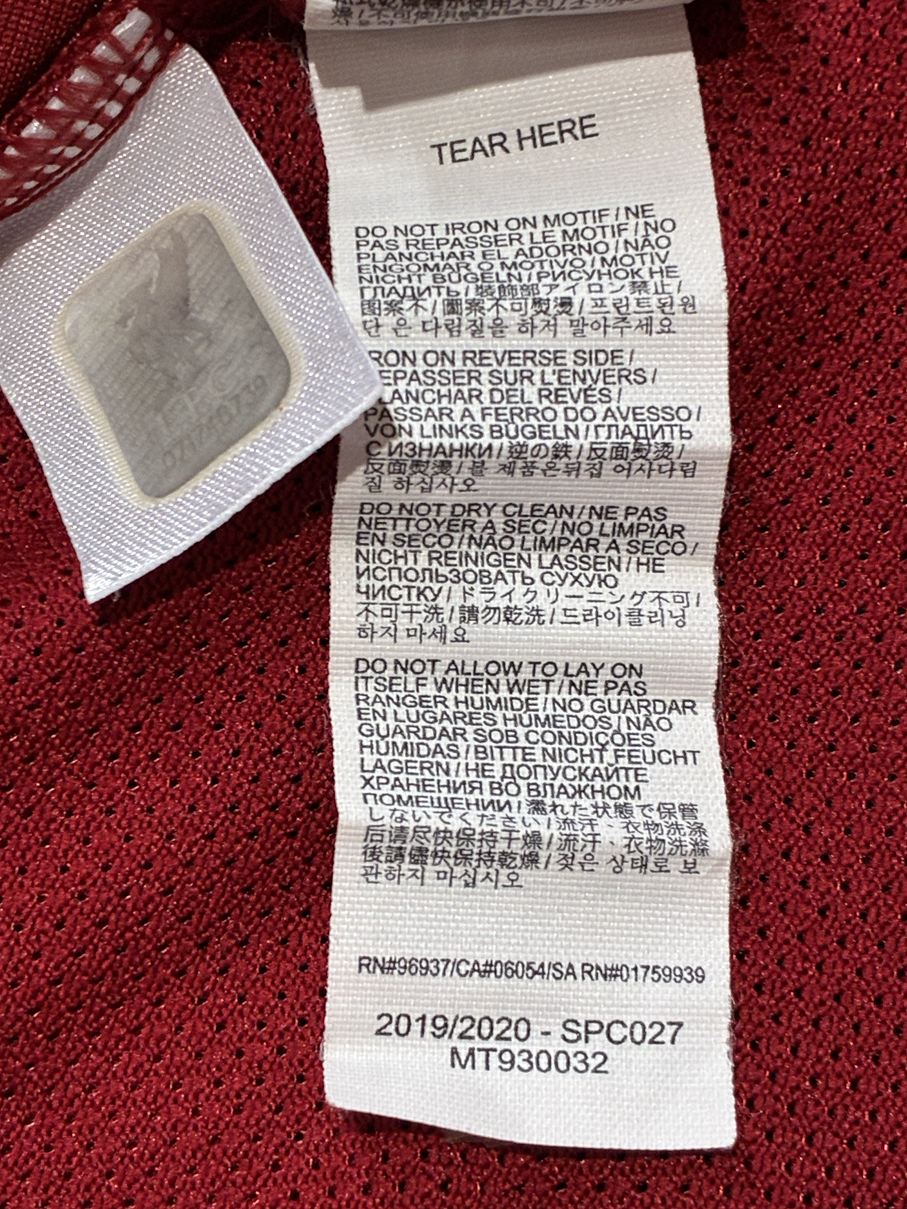 TEAR HERE
DO NOT IRON ON MOTIF / NE
PAS REPASSER LE MOTIF / NO
PLANCHAR EL ADORNO / NÃO
ENGOMAR O MOTIVO / MOTIV
NICHT BÜGELN / РИСУНОК НЕ
ГЛАДИТЬ / 装飾部アイロン禁止 /
图案不 / 圖案不可熨燙 / 프린트된원
단 은 다림질을 하지 말아주세요
RON ON REVERSE SIDE /
EPASSER SUR L'ENVERS /
LANCHAR DEL REVÉS /
PASSAR A FERRO DO AVESSO /
VON LINKS BÜGELN / ГЛАДИТЬ
С ИЗНАНКИ / 逆の鉄 / 反面熨烫 /
反面熨燙 / 본 제품은뒤집 어사다림
질 하십시오
DO NOT DRY CLEAN / NE PAS
NETTOYER A SEC / NO LIMPIAR
EN SECO / NÃO LIMPAR A SECO /
NICHT REINIGEN LASSEN / НЕ
ИСПОЛЬЗОВАТЬ СУХУЮ
ЧИСТКУ / ドライクリーニング不可 /
不可干洗 / 請勿乾洗 / 드라이클리닝
하지 마세요
DO NOT ALLOW TO LAY ON
ITSELF WHEN WET / NE PAS
RANGER HUMIDE / NO GUARDAR
EN LUGARES HÚMEDOS / NÃO
GUARDAR SOB CONDIÇÕES
HÚMIDAS / BITTE NICHT FEUCHT
LAGERN / НЕ ДОПУСКАЙТЕ
ХРАНЕНИЯ ВО ВЛАЖНОМ
ПОМЕЩЕНИИ / 濡れた状態で保管
しないでください / 流汗、衣物洗涤
后请尽快保持干燥 / 流汗、衣物洗滌
後請儘快保持乾燥 / 젖은 상태로 보
관하지 마십시오
RN#96937/CA#06054/SA RN#01759939
2019/2020 - SPC027
MT930032